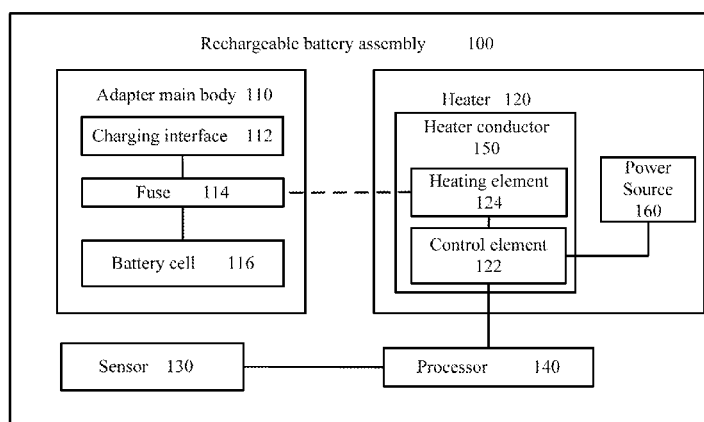 Rechargeable battery assembly 100
Adapter main body 110
Charging interface 112
Fuse 114
Battery cell 116
Heater 120
Heater conductor
150
Heating element
124
Control element
122
Power
Source
160
Sensor 130
Processor 140